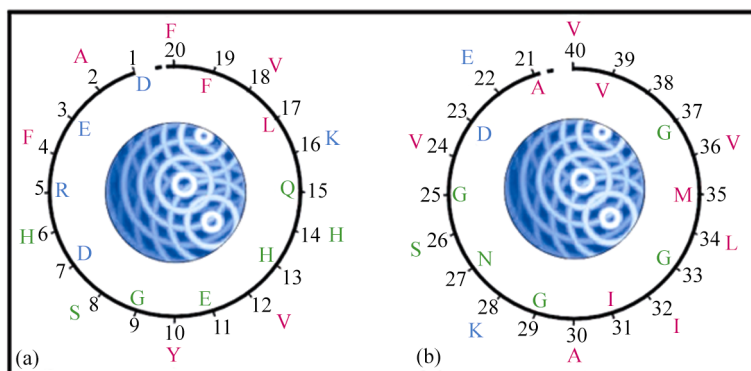 F
A 1 20 19 V
2 D F 18
3 L 17
F E 16 K
4
5 R Q 15
H 6 14 H
7 D H 13
S 8 G E 12 V
9 10 11
(a) Y
V
E 21 40 39
22 A V 38
23 D G 37
V 24 36 V
25 G M 35
S 26 34 L
27 N G 33
28 G I 32
K 29 30 31 I
(b) A